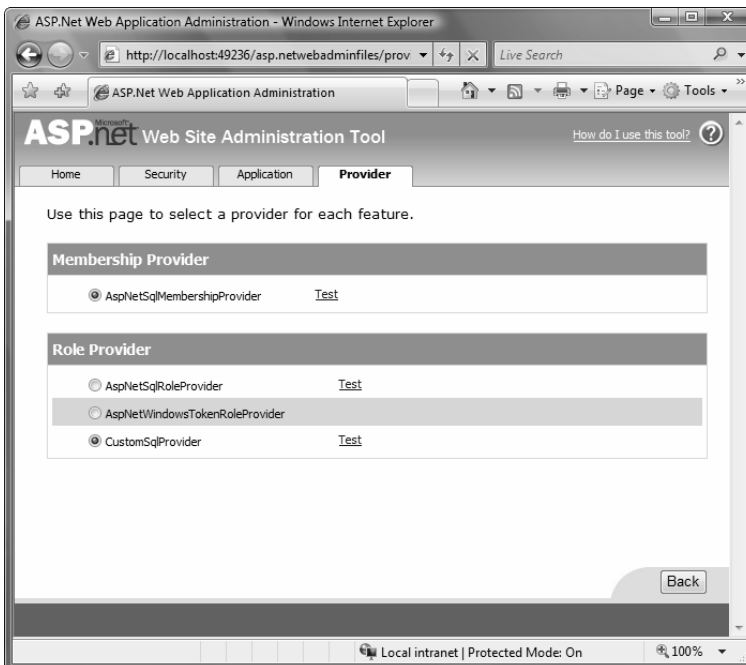 ASP.Net Web Application Administration - Windows Internet Explorer
http://localhost:49236/asp.netwebadminfiles/prov
Live Search
ASP.Net Web Application Administration
Page
Tools
»
Microsoft
ASP.net Web Site Administration Tool
How do I use this tool? ?
Home Security Application Provider
Use this page to select a provider for each feature.
Membership Provider
AspNetSqlMembershipProvider Test
Role Provider
AspNetSqlRoleProvider Test
AspNetWindowsTokenRoleProvider
CustomSqlProvider Test
Back
Local intranet | Protected Mode: On 100%